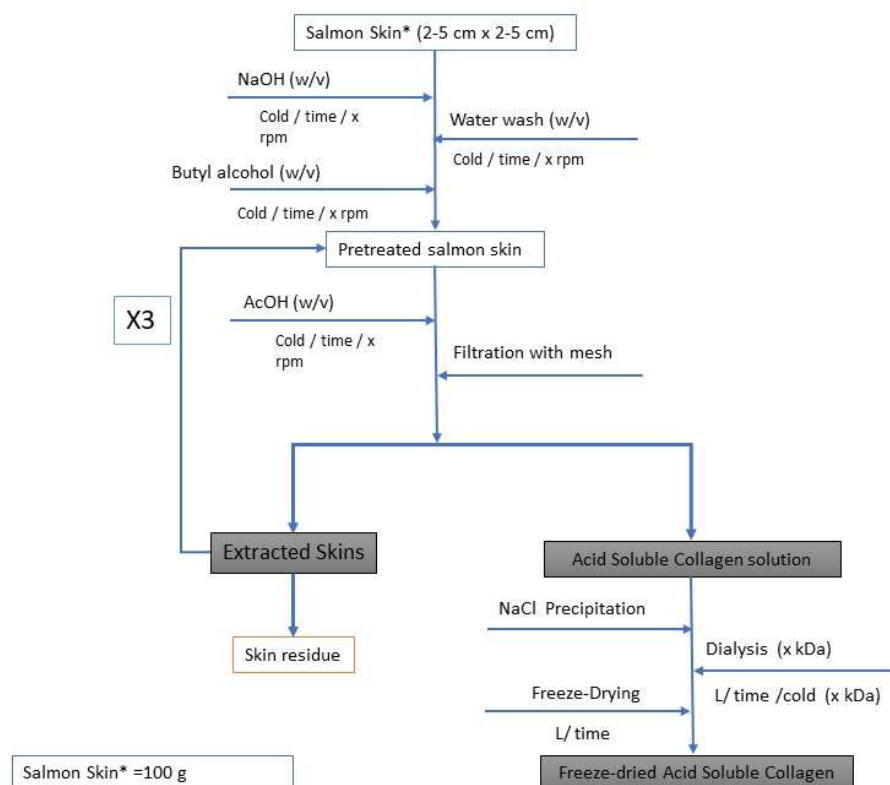 Salmon Skin* (2-5 cm x 2-5 cm)
NaOH (w/v)
Cold / time / x
rpm
Water wash (w/v)
Cold / time / x rpm
Butyl alcohol (w/v)
Cold / time / x rpm
Pretreated salmon skin
X3
AcOH (w/v)
Cold / time / x
rpm
Filtration with mesh
Extracted Skins
Acid Soluble Collagen solution
NaCl Precipitation
Skin residue
Dialysis (x kDa)
L/ time /cold (x kDa)
Freeze-Drying
L/ time
Salmon Skin* =100 g
Freeze-dried Acid Soluble Collagen